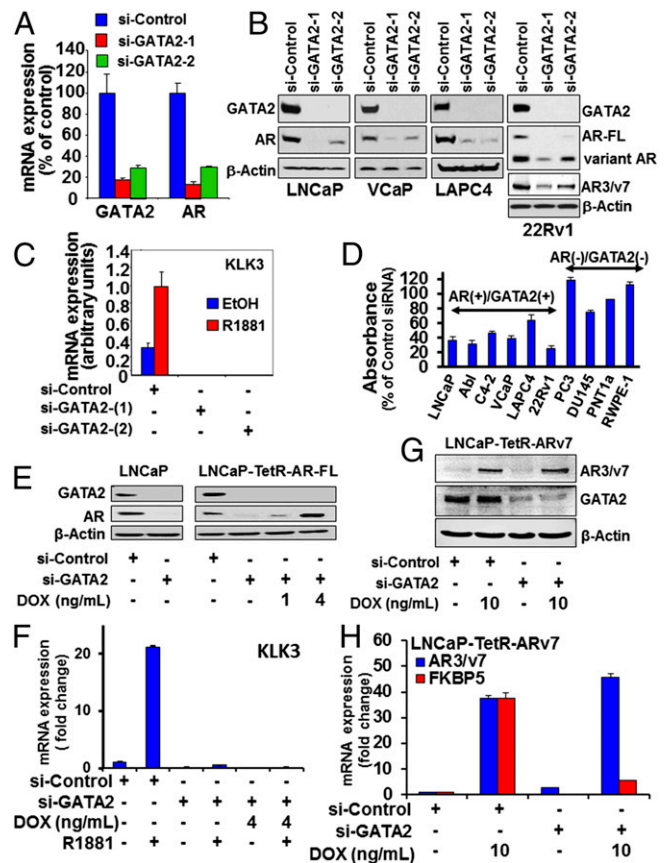 A
si-Control
si-GATA2-1
si-GATA2-2
mRNA expression
(% of control)
100
80
60
40
20
0
GATA2 AR
B
si-Control
si-GATA2-1
si-GATA2-2
si-Control
si-GATA2-1
si-GATA2-2
si-Control
si-GATA2-1
si-GATA2-2
si-Control
si-GATA2-1
si-GATA2-2
GATA2
AR
β-Actin
LNCaP VCaP LAPC4
GATA2
AR-FL
variant AR
AR3/v7
β-Actin
22Rv1
C
mRNA expression
(arbitrary units)
1.4
1.2
1.0
0.8
0.6
0.4
0.2
KLK3
EtOH
R1881
si-Control + - -
si-GATA2-(1) - + -
si-GATA2-(2) - - +
D
AR(-)/GATA2(-)
AR(+)/GATA2(+)
Absorbance
(% of Control siRNA)
120
80
40
0
LNCaP
Abl
C4-2
VCaP
LAPC4
22Rv1
PC3
DU145
PNT1a
RWPE-1
E
LNCaP LNCaP-TetR-AR-FL
GATA2
AR
β-Actin
si-Control + - + - - -
si-GATA2 - + - + + +
DOX (ng/mL) - - - - 1 4
G
LNCaP-TetR-ARv7
AR3/v7
GATA2
β-Actin
si-Control + + - -
si-GATA2 - - + +
DOX (ng/mL) - 10 - 10
F
KLK3
mRNA expression
( fold change)
20
10
0
si-Control + + - - - -
si-GATA2 - - + + + +
DOX (ng/mL) - - - - 4 4
R1881 - + - + - +
H
LNCaP-TetR-ARv7
AR3/v7
FKBP5
mRNA expression
(fold change)
60
50
40
30
20
10
0
si-Control + + - -
si-GATA2 - - + +
DOX (ng/mL) - 10 - 10